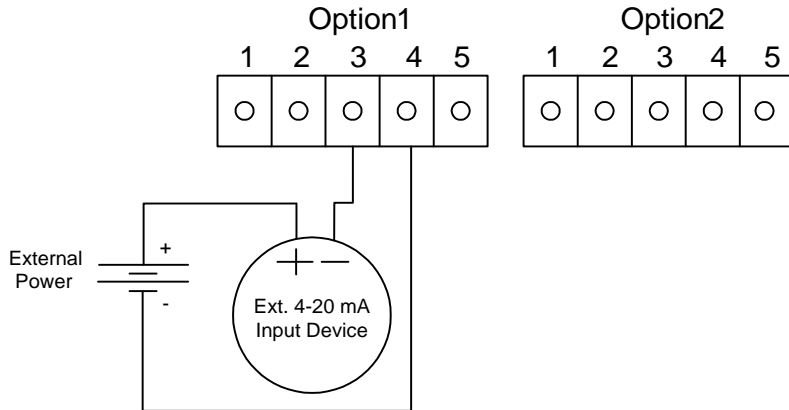 Option1 Option2
1 2 3 4 5 1 2 3 4 5
+
External
Power
-
+ −
Ext. 4-20 mA
Input Device